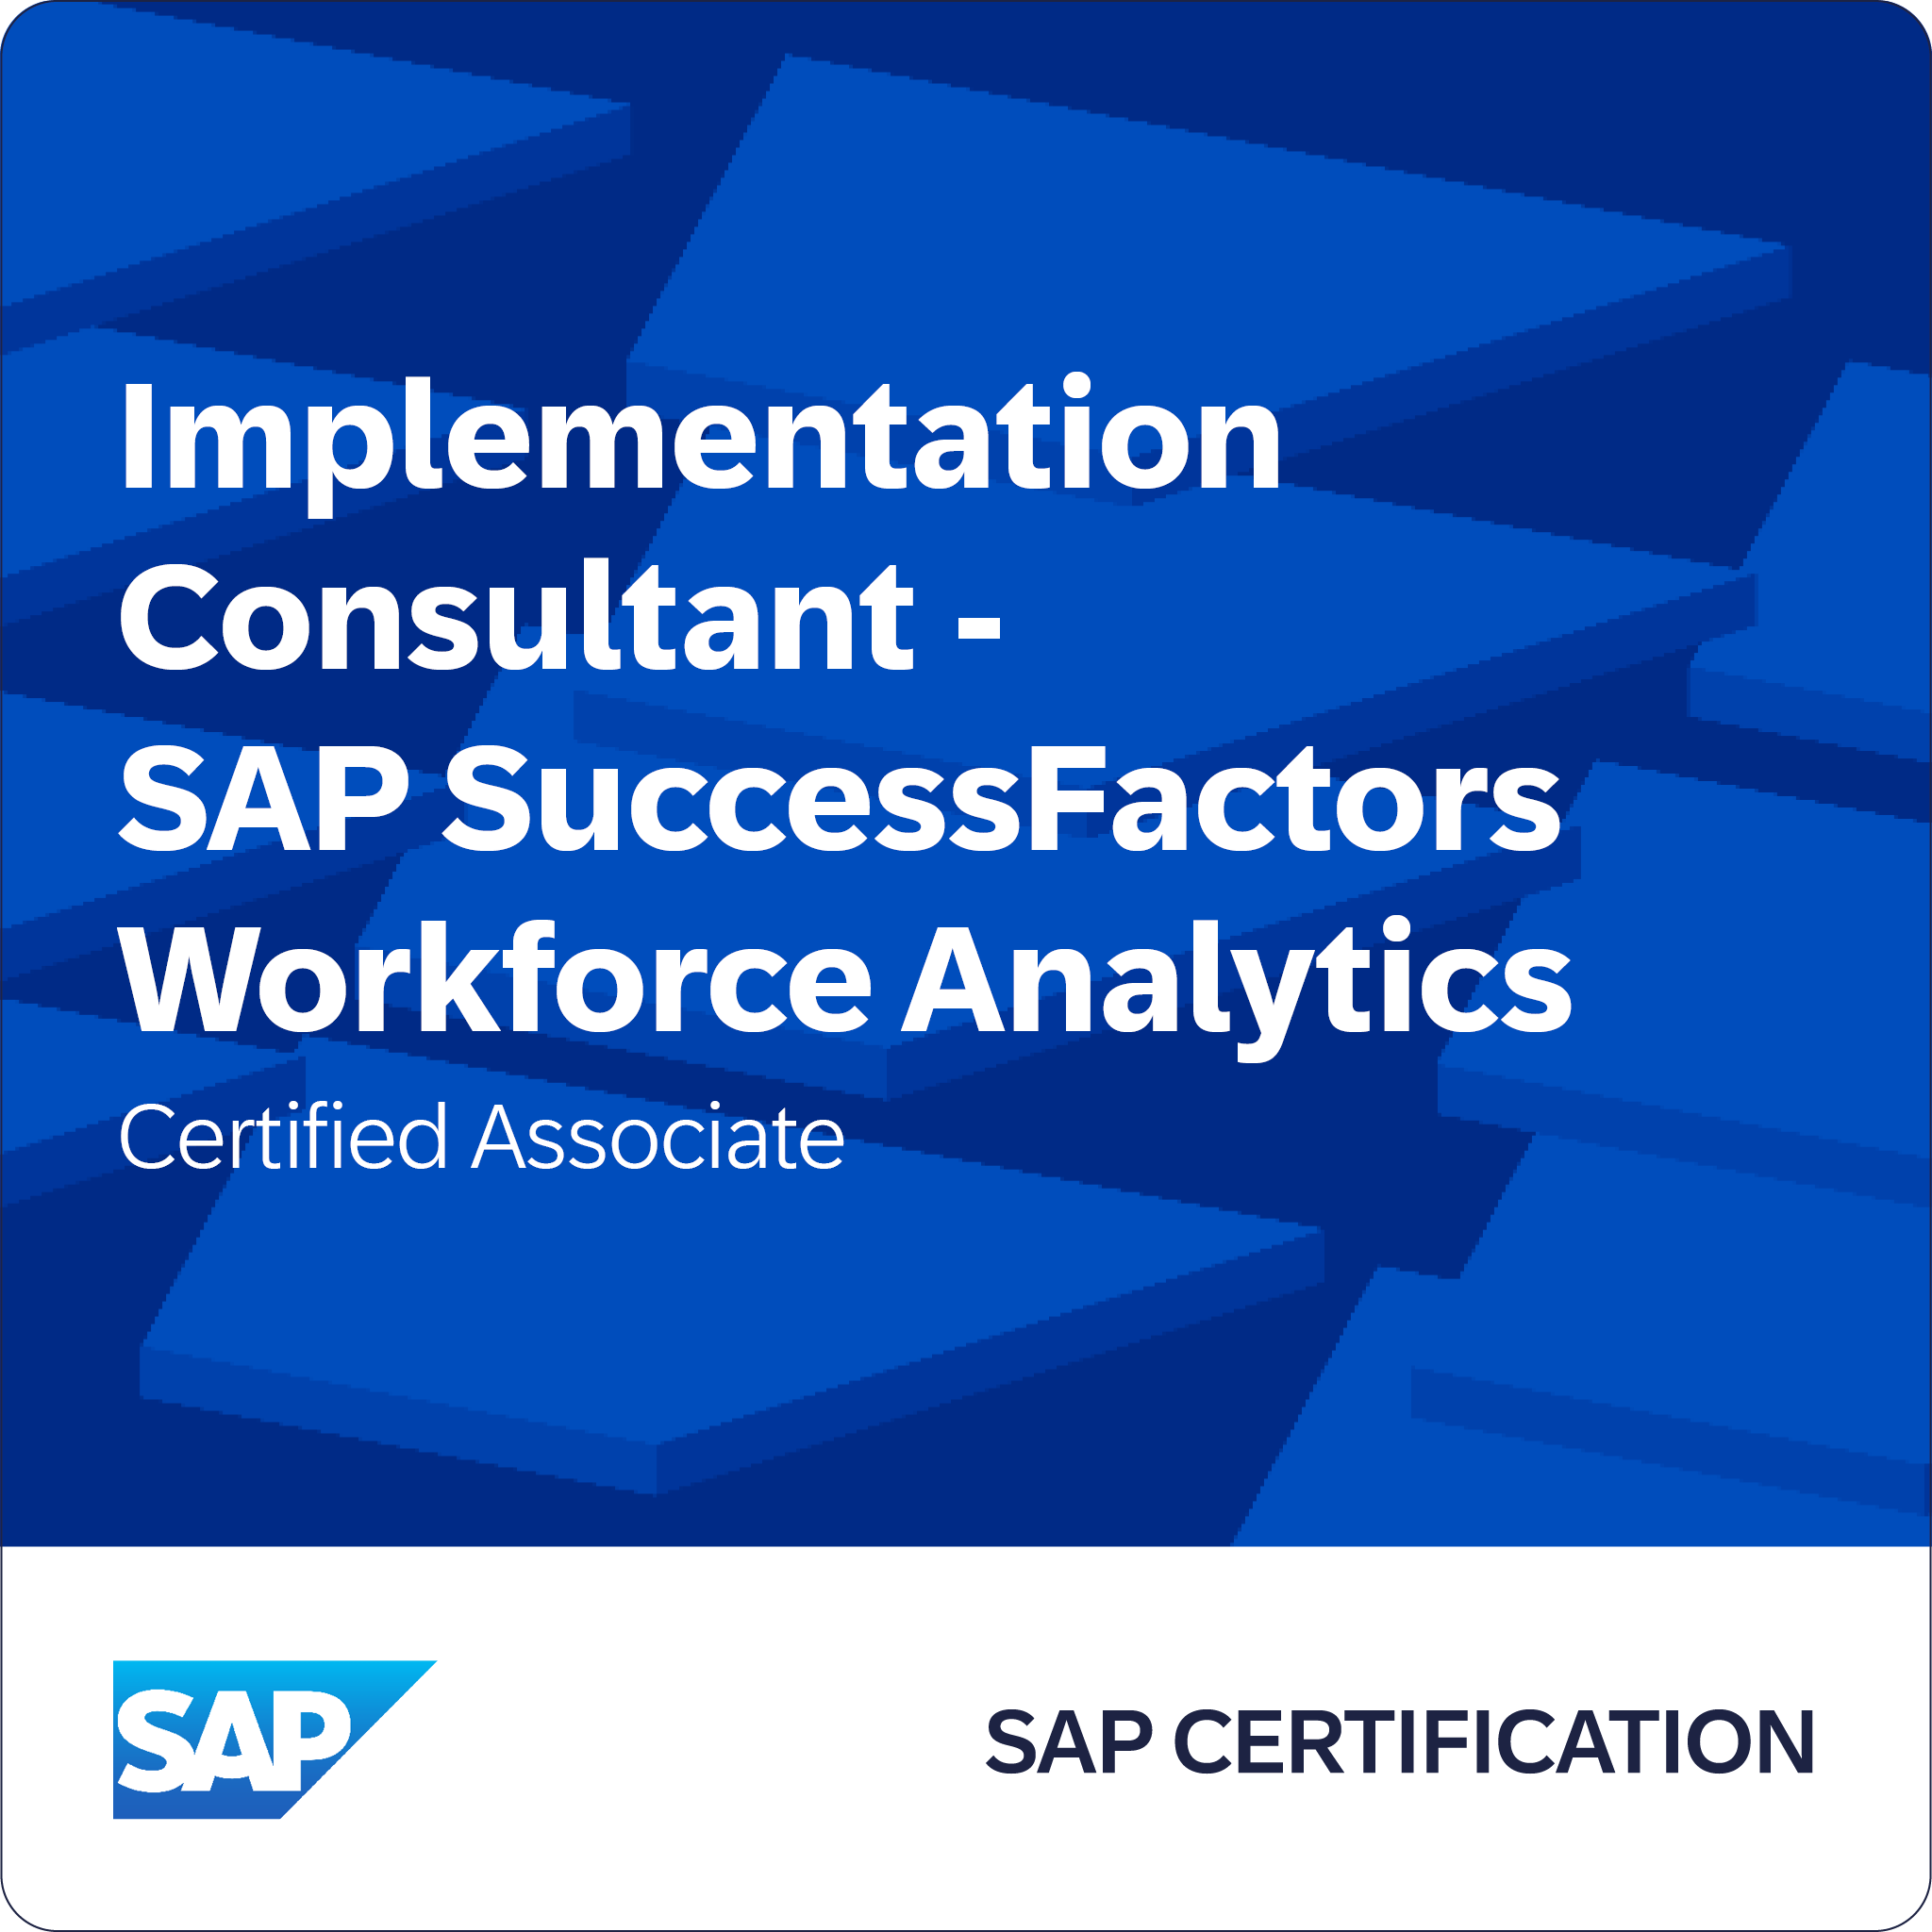 Implementation
Consultant -
SAP SuccessFactors
Workforce Analytics
Certified Associate
SAP
SAP CERTIFICATION